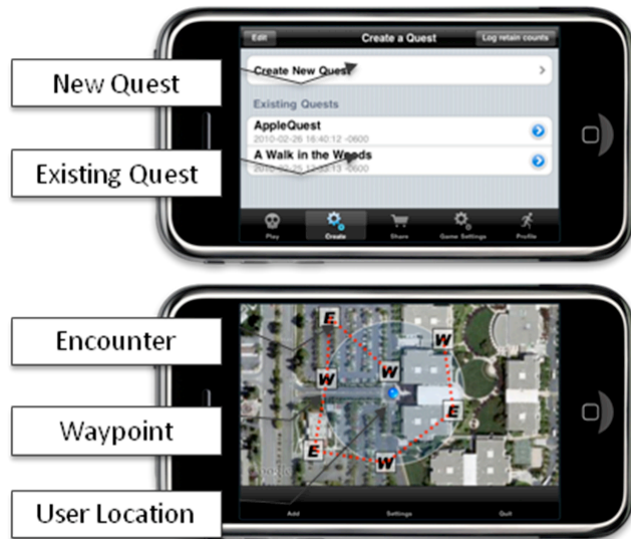 Edit
Create a Quest
Log retain counts
New Quest
Create New Quest
Existing Quests
AppleQuest
2010-02-26 16:40:12 -0600
Existing Quest
A Walk in the Woods
-0600
Play
Create
Share
Game Settings
Profile
Encounter
E
W
W
W
Waypoint
E
E
W
User Location
Add
Settings
Quit